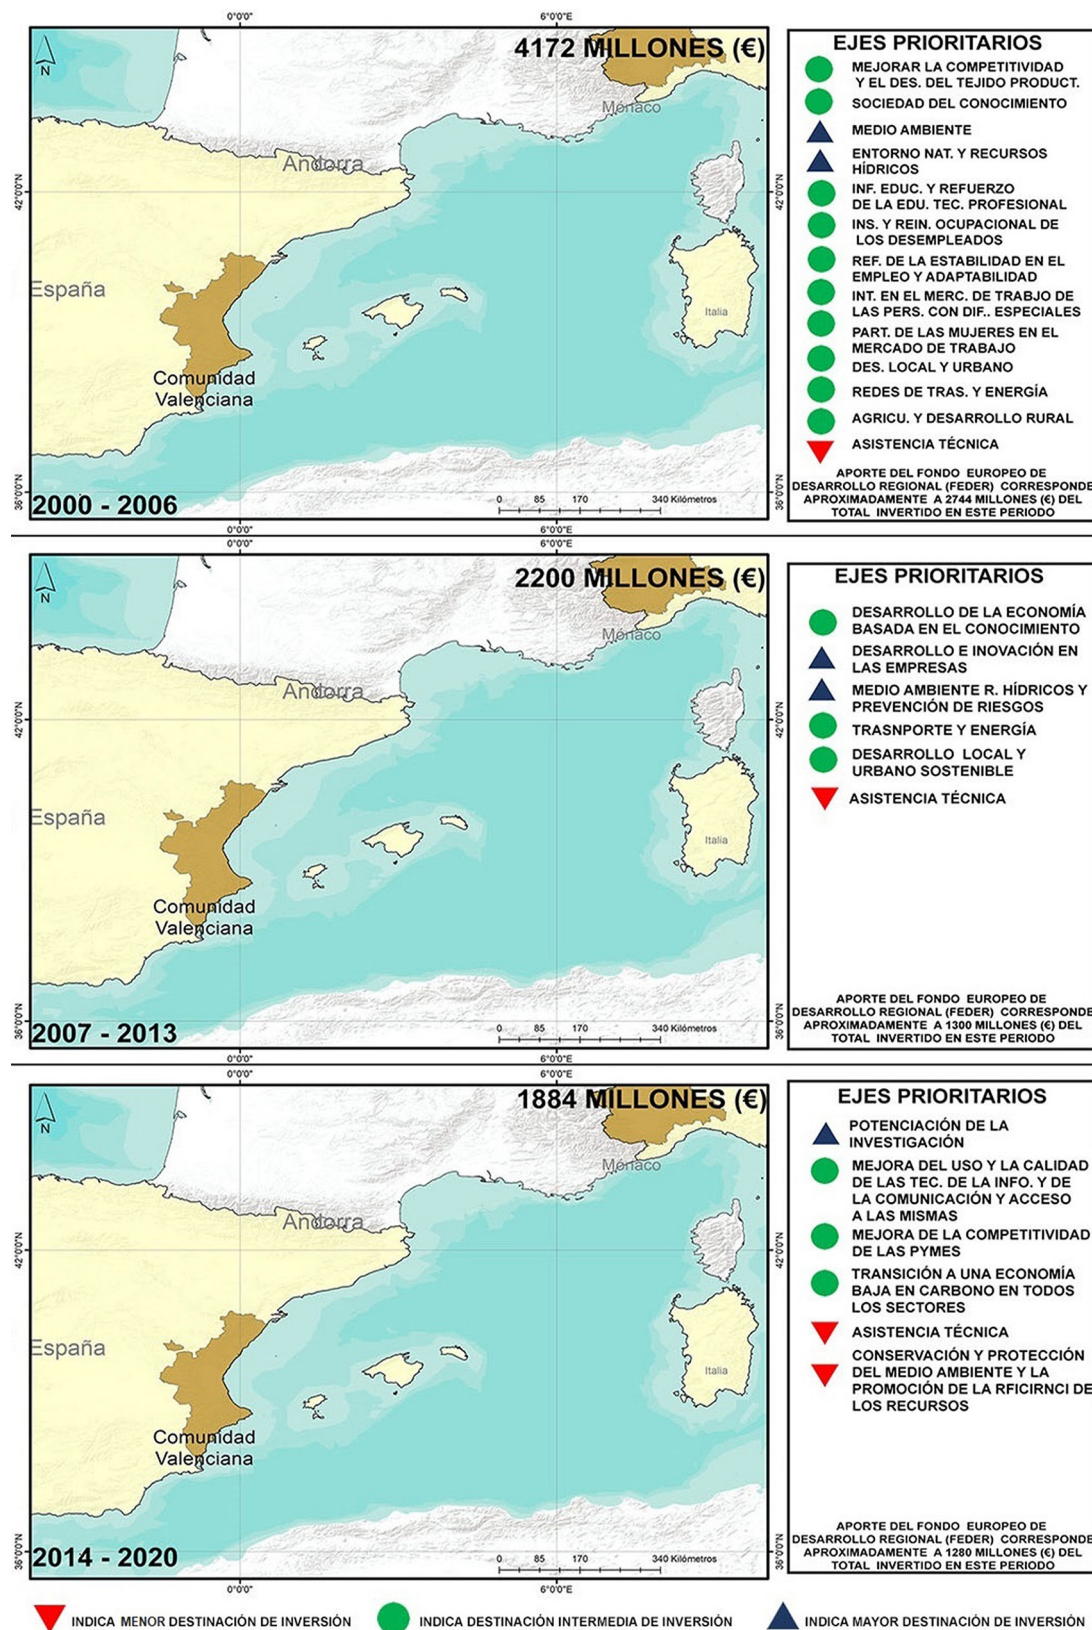 0°0'0"
6°0'0"E
4172 MILLONES (€)
N
Mónaco
Andorra
42°0'0"N
España
Italia
Comunidad
Valenciana
36°0'0"N
0 85 170 340 Kilómetros
2000 - 2006
EJES PRIORITARIOS
MEJORAR LA COMPETITIVIDAD
Y EL DES. DEL TEJIDO PRODUCT.
SOCIEDAD DEL CONOCIMIENTO
MEDIO AMBIENTE
ENTORNO NAT. Y RECURSOS
HÍDRICOS
INF. EDUC. Y REFUERZO
DE LA EDU. TEC. PROFESIONAL
INS. Y REIN. OCUPACIONAL DE
LOS DESEMPLEADOS
REF. DE LA ESTABILIDAD EN EL
EMPLEO Y ADAPTABILIDAD
INT. EN EL MERC. DE TRABJO DE
LAS PERS. CON DIF.. ESPECIALES
PART. DE LAS MUJERES EN EL
MERCADO DE TRABAJO
DES. LOCAL Y URBANO
REDES DE TRAS. Y ENERGÍA
AGRICU. Y DESARROLLO RURAL
ASISTENCIA TÉCNICA
APORTE DEL FONDO EUROPEO DE
DESARROLLO REGIONAL (FEDER) CORRESPONDE
APROXIMADAMENTE A 2744 MILLONES (€) DEL
TOTAL INVERTIDO EN ESTE PERIODO
0°0'0"
6°0'0"E
2200 MILLONES (€)
N
Mónaco
Andorra
42°0'0"N
España
Italia
Comunidad
Valenciana
36°0'0"N
0 85 170 340 Kilómetros
2007 - 2013
EJES PRIORITARIOS
DESARROLLO DE LA ECONOMÍA
BASADA EN EL CONOCIMIENTO
DESARROLLO E INOVACIÓN EN
LAS EMPRESAS
MEDIO AMBIENTE R. HÍDRICOS Y
PREVENCIÓN DE RIESGOS
TRASNPORTE Y ENERGÍA
DESARROLLO LOCAL Y
URBANO SOSTENIBLE
ASISTENCIA TÉCNICA
APORTE DEL FONDO EUROPEO DE
DESARROLLO REGIONAL (FEDER) CORRESPONDE
APROXIMADAMENTE A 1300 MILLONES (€) DEL
TOTAL INVERTIDO EN ESTE PERIODO
0°0'0"
6°0'0"E
1884 MILLONES (€)
N
Mónaco
Andorra
42°0'0"N
España
Italia
Comunidad
Valenciana
36°0'0"N
0 85 170 340 Kilómetros
2014 - 2020
0°0'0"
6°0'0"E
EJES PRIORITARIOS
POTENCIACIÓN DE LA
INVESTIGACIÓN
MEJORA DEL USO Y LA CALIDAD
DE LAS TEC. DE LA INFO. Y DE
LA COMUNICACIÓN Y ACCESO
A LAS MISMAS
MEJORA DE LA COMPETITIVIDAD
DE LAS PYMES
TRANSICIÓN A UNA ECONOMÍA
BAJA EN CARBONO EN TODOS
LOS SECTORES
ASISTENCIA TÉCNICA
CONSERVACIÓN Y PROTECCIÓN
DEL MEDIO AMBIENTE Y LA
PROMOCIÓN DE LA RFICIRNCI DE
LOS RECURSOS
APORTE DEL FONDO EUROPEO DE
DESARROLLO REGIONAL (FEDER) CORRESPONDE
APROXIMADAMENTE A 1280 MILLONES (€) DEL
TOTAL INVERTIDO EN ESTE PERIODO
INDICA MENOR DESTINACIÓN DE INVERSIÓN
INDICA DESTINACIÓN INTERMEDIA DE INVERSIÓN
INDICA MAYOR DESTINACIÓN DE INVERSIÓN